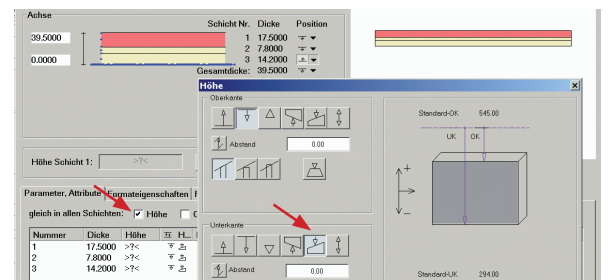 Achse
Schicht Nr. Dicke Position
39.5000
1 17.5000
2 7.8000
0.0000
3 14.2000
Gesamtdicke: 39.5000
Höhe
Oberkante
Standard-OK 545.00
UK OK
Abstand 0.00
Höhe Schicht 1: >?<
Parameter, Attribute Formateigenschaften
gleich in allen Schichten: Höhe
Unterkante
Nummer Dicke Höhe H...
1 17.5000 >?<
2 7.8000 >?<
3 14.2000 >?<
Abstand 0.00
Standard-UK 294.00